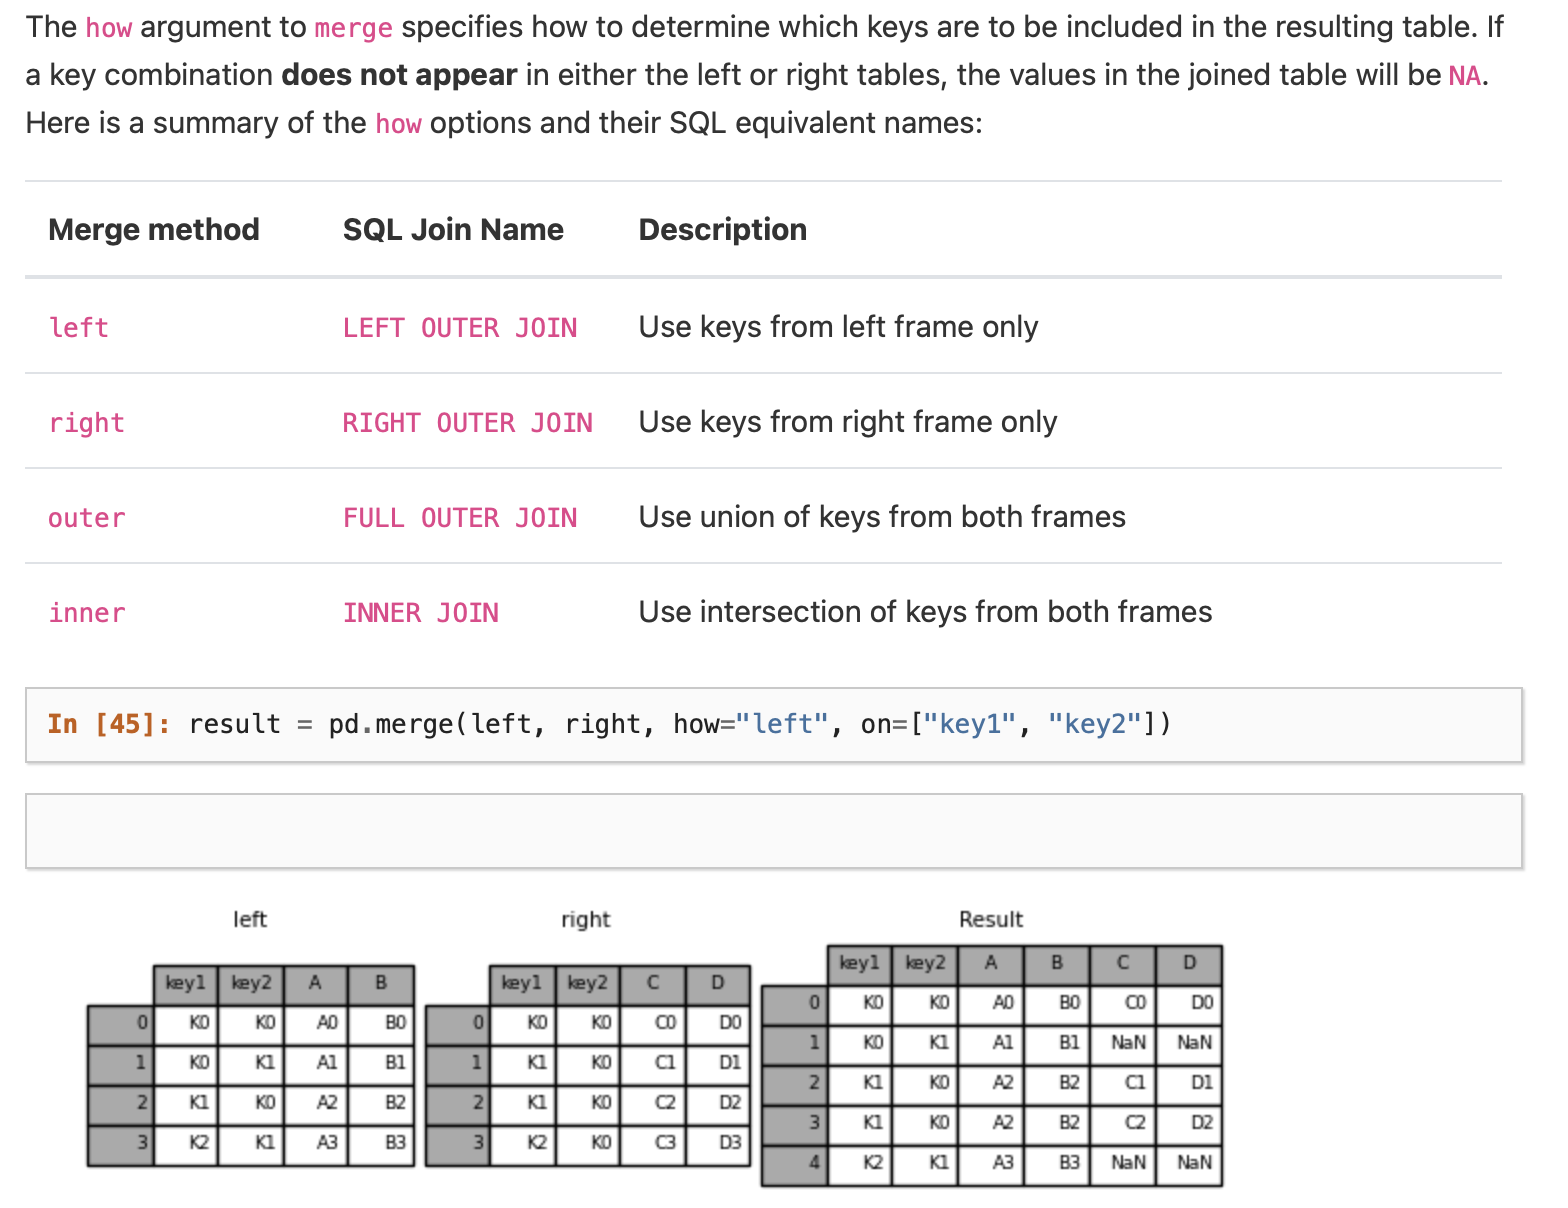 The how argument to merge specifies how to determine which keys are to be included in the resulting table. If
a key combination does not appear in either the left or right tables, the values in the joined table will be NA.
Here is a summary of the how options and their SQL equivalent names:
Merge method SQL Join Name Description
left LEFT OUTER JOIN Use keys from left frame only
right RIGHT OUTER JOIN Use keys from right frame only
outer FULL OUTER JOIN Use union of keys from both frames
inner INNER JOIN Use intersection of keys from both frames
In [45]: result = pd.merge(left, right, how="left", on=["key1", "key2"])
left
key1 key2 A B
0 K0 K0 A0 B0
1 K0 K1 A1 B1
2 K1 K0 A2 B2
3 K2 K1 A3 B3
right
key1 key2 C D
0 K0 K0 C0 D0
1 K1 K0 C1 D1
2 K1 K0 C2 D2
3 K2 K0 C3 D3
Result
key1 key2 A B C D
0 K0 K0 A0 B0 C0 D0
1 K0 K1 A1 B1 NaN NaN
2 K1 K0 A2 B2 C1 D1
3 K1 K0 A2 B2 C2 D2
4 K2 K1 A3 B3 NaN NaN